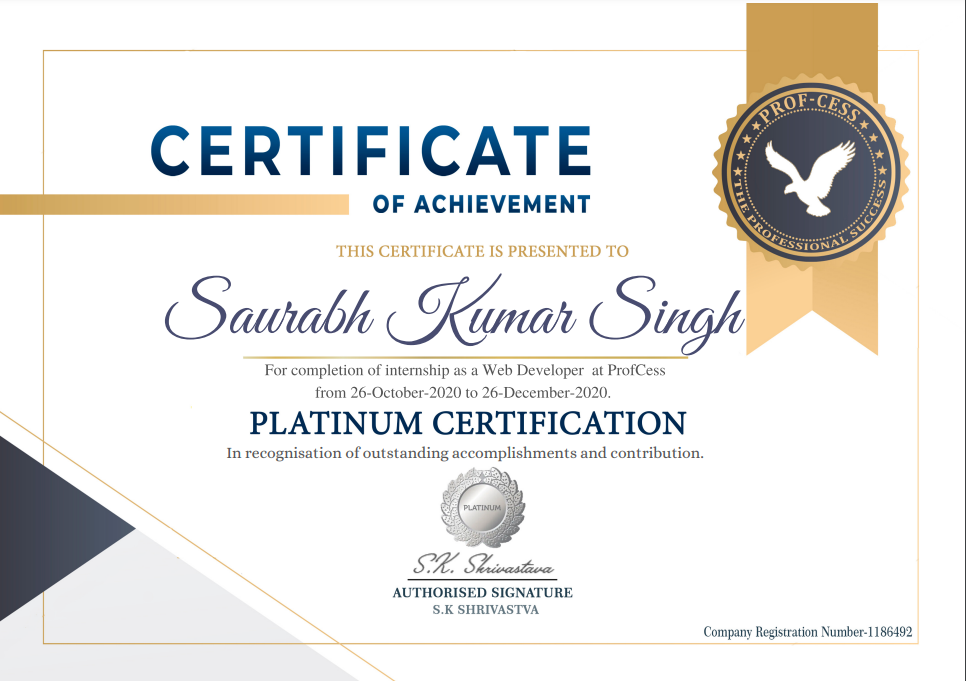 CERTIFICATE
OF ACHIEVEMENT
PROF-CESS
THE PROFESSIONAL SUCCESS
THIS CERTIFICATE IS PRESENTED TO
Saurabh Kumar Singh
For completion of internship as a Web Developer at ProfCess
from 26-October-2020 to 26-December-2020.
PLATINUM CERTIFICATION
In recognisation of outstanding accomplishments and contribution.
PLATINUM
S.K. Shrivastava
AUTHORISED SIGNATURE
S.K SHRIVASTVA
Company Registration Number-1186492